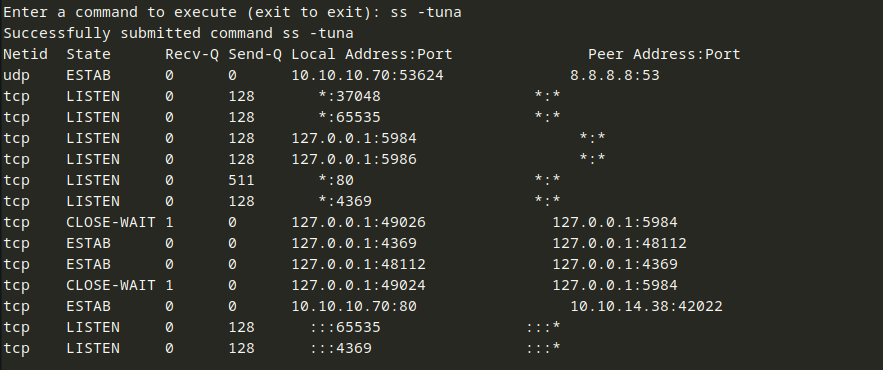 Enter a command to execute (exit to exit): ss -tuna
Successfully submitted command ss -tuna
Netid  State      Recv-Q Send-Q Local Address:Port               Peer Address:Port
udp    ESTAB      0      0      10.10.10.70:53624              8.8.8.8:53
tcp    LISTEN     0      128       *:37048                    *:*
tcp    LISTEN     0      128       *:65535                    *:*
tcp    LISTEN     0      128    127.0.0.1:5984                  *:*
tcp    LISTEN     0      128    127.0.0.1:5986                  *:*
tcp    LISTEN     0      511       *:80                       *:*
tcp    LISTEN     0      128       *:4369                     *:*
tcp    CLOSE-WAIT 1      0      127.0.0.1:49026              127.0.0.1:5984
tcp    ESTAB      0      0      127.0.0.1:4369               127.0.0.1:48112
tcp    ESTAB      0      0      127.0.0.1:48112              127.0.0.1:4369
tcp    CLOSE-WAIT 1      0      127.0.0.1:49024              127.0.0.1:5984
tcp    ESTAB      0      0      10.10.10.70:80                 10.10.14.38:42022
tcp    LISTEN     0      128      :::65535                   :::*
tcp    LISTEN     0      128      :::4369                    :::*